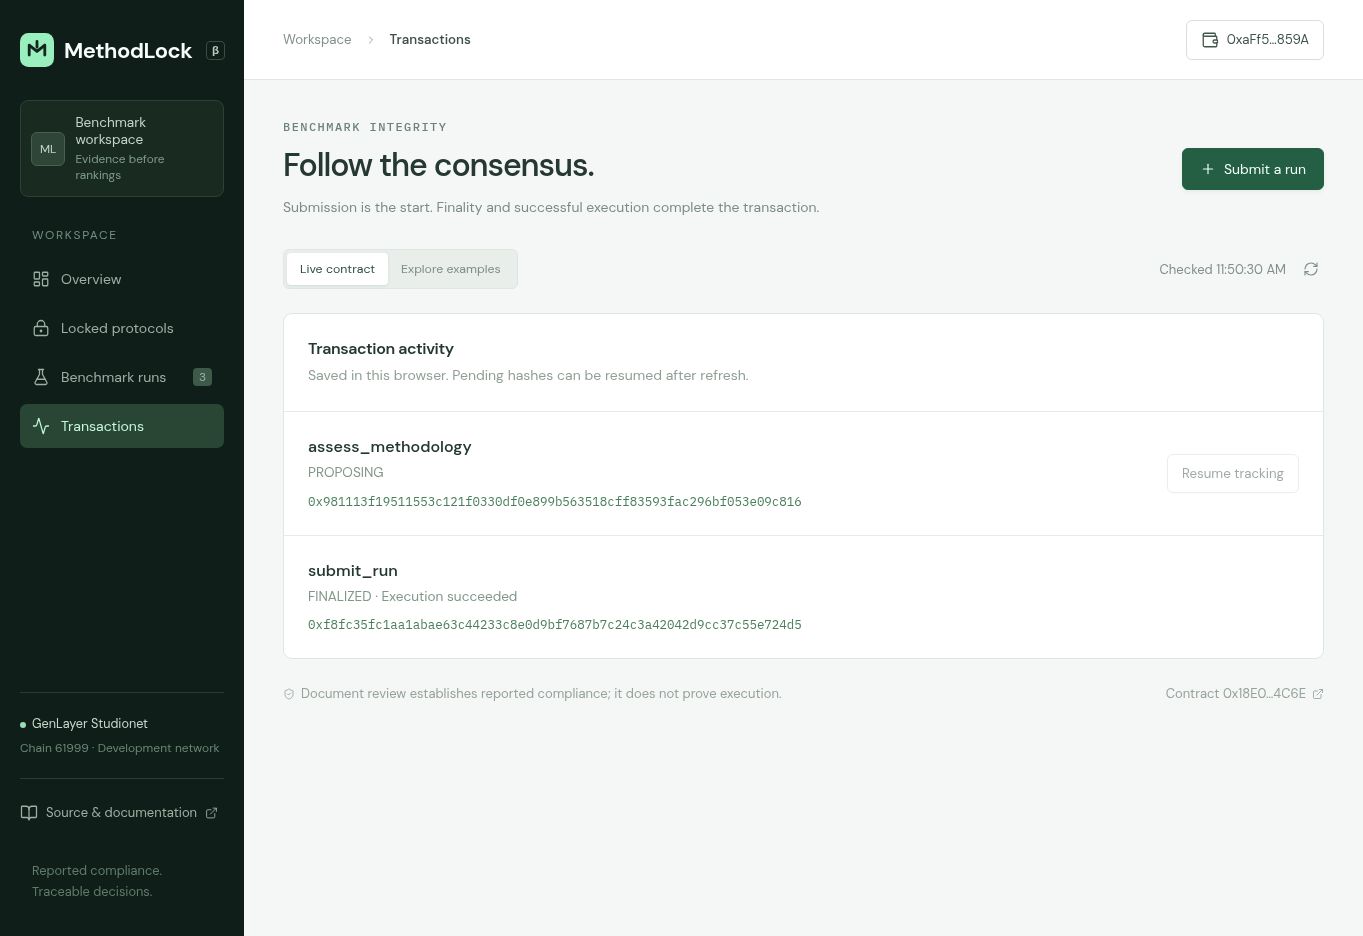 MethodLock β
ML
Benchmark
workspace
Evidence before
rankings
WORKSPACE
Overview
Locked protocols
Benchmark runs 3
Transactions
GenLayer Studionet
Chain 61999 · Development network
Source & documentation
Reported compliance.
Traceable decisions.
Workspace > Transactions
0xaFf5…859A
BENCHMARK INTEGRITY
Follow the consensus.
Submission is the start. Finality and successful execution complete the transaction.
+ Submit a run
Live contract Explore examples
Checked 11:50:30 AM
Transaction activity
Saved in this browser. Pending hashes can be resumed after refresh.
assess_methodology
PROPOSING
0x981113f19511553c121f0330df0e899b563518cff83593fac296bf053e09c816
Resume tracking
submit_run
FINALIZED · Execution succeeded
0xf8fc35fc1aa1abae63c44233c8e0d9bf7687b7c24c3a42042d9cc37c55e724d5
Document review establishes reported compliance; it does not prove execution.
Contract 0x18E0…4C6E